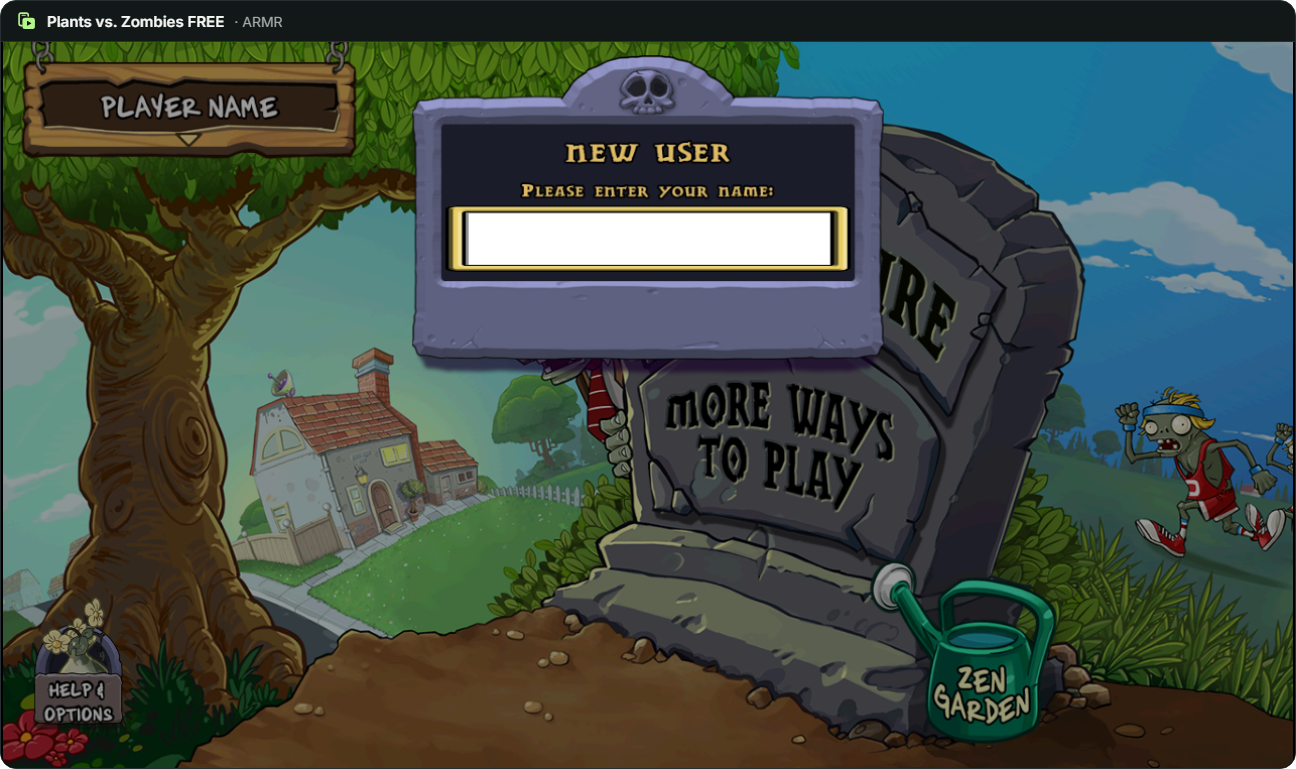 Plants vs. Zombies FREE · ARMR
PLAYER NAME
NEW USER
PLEASE ENTER YOUR NAME:
MORE WAYS
TO PLAY
ZEN
GARDEN
HELP &
OPTIONS